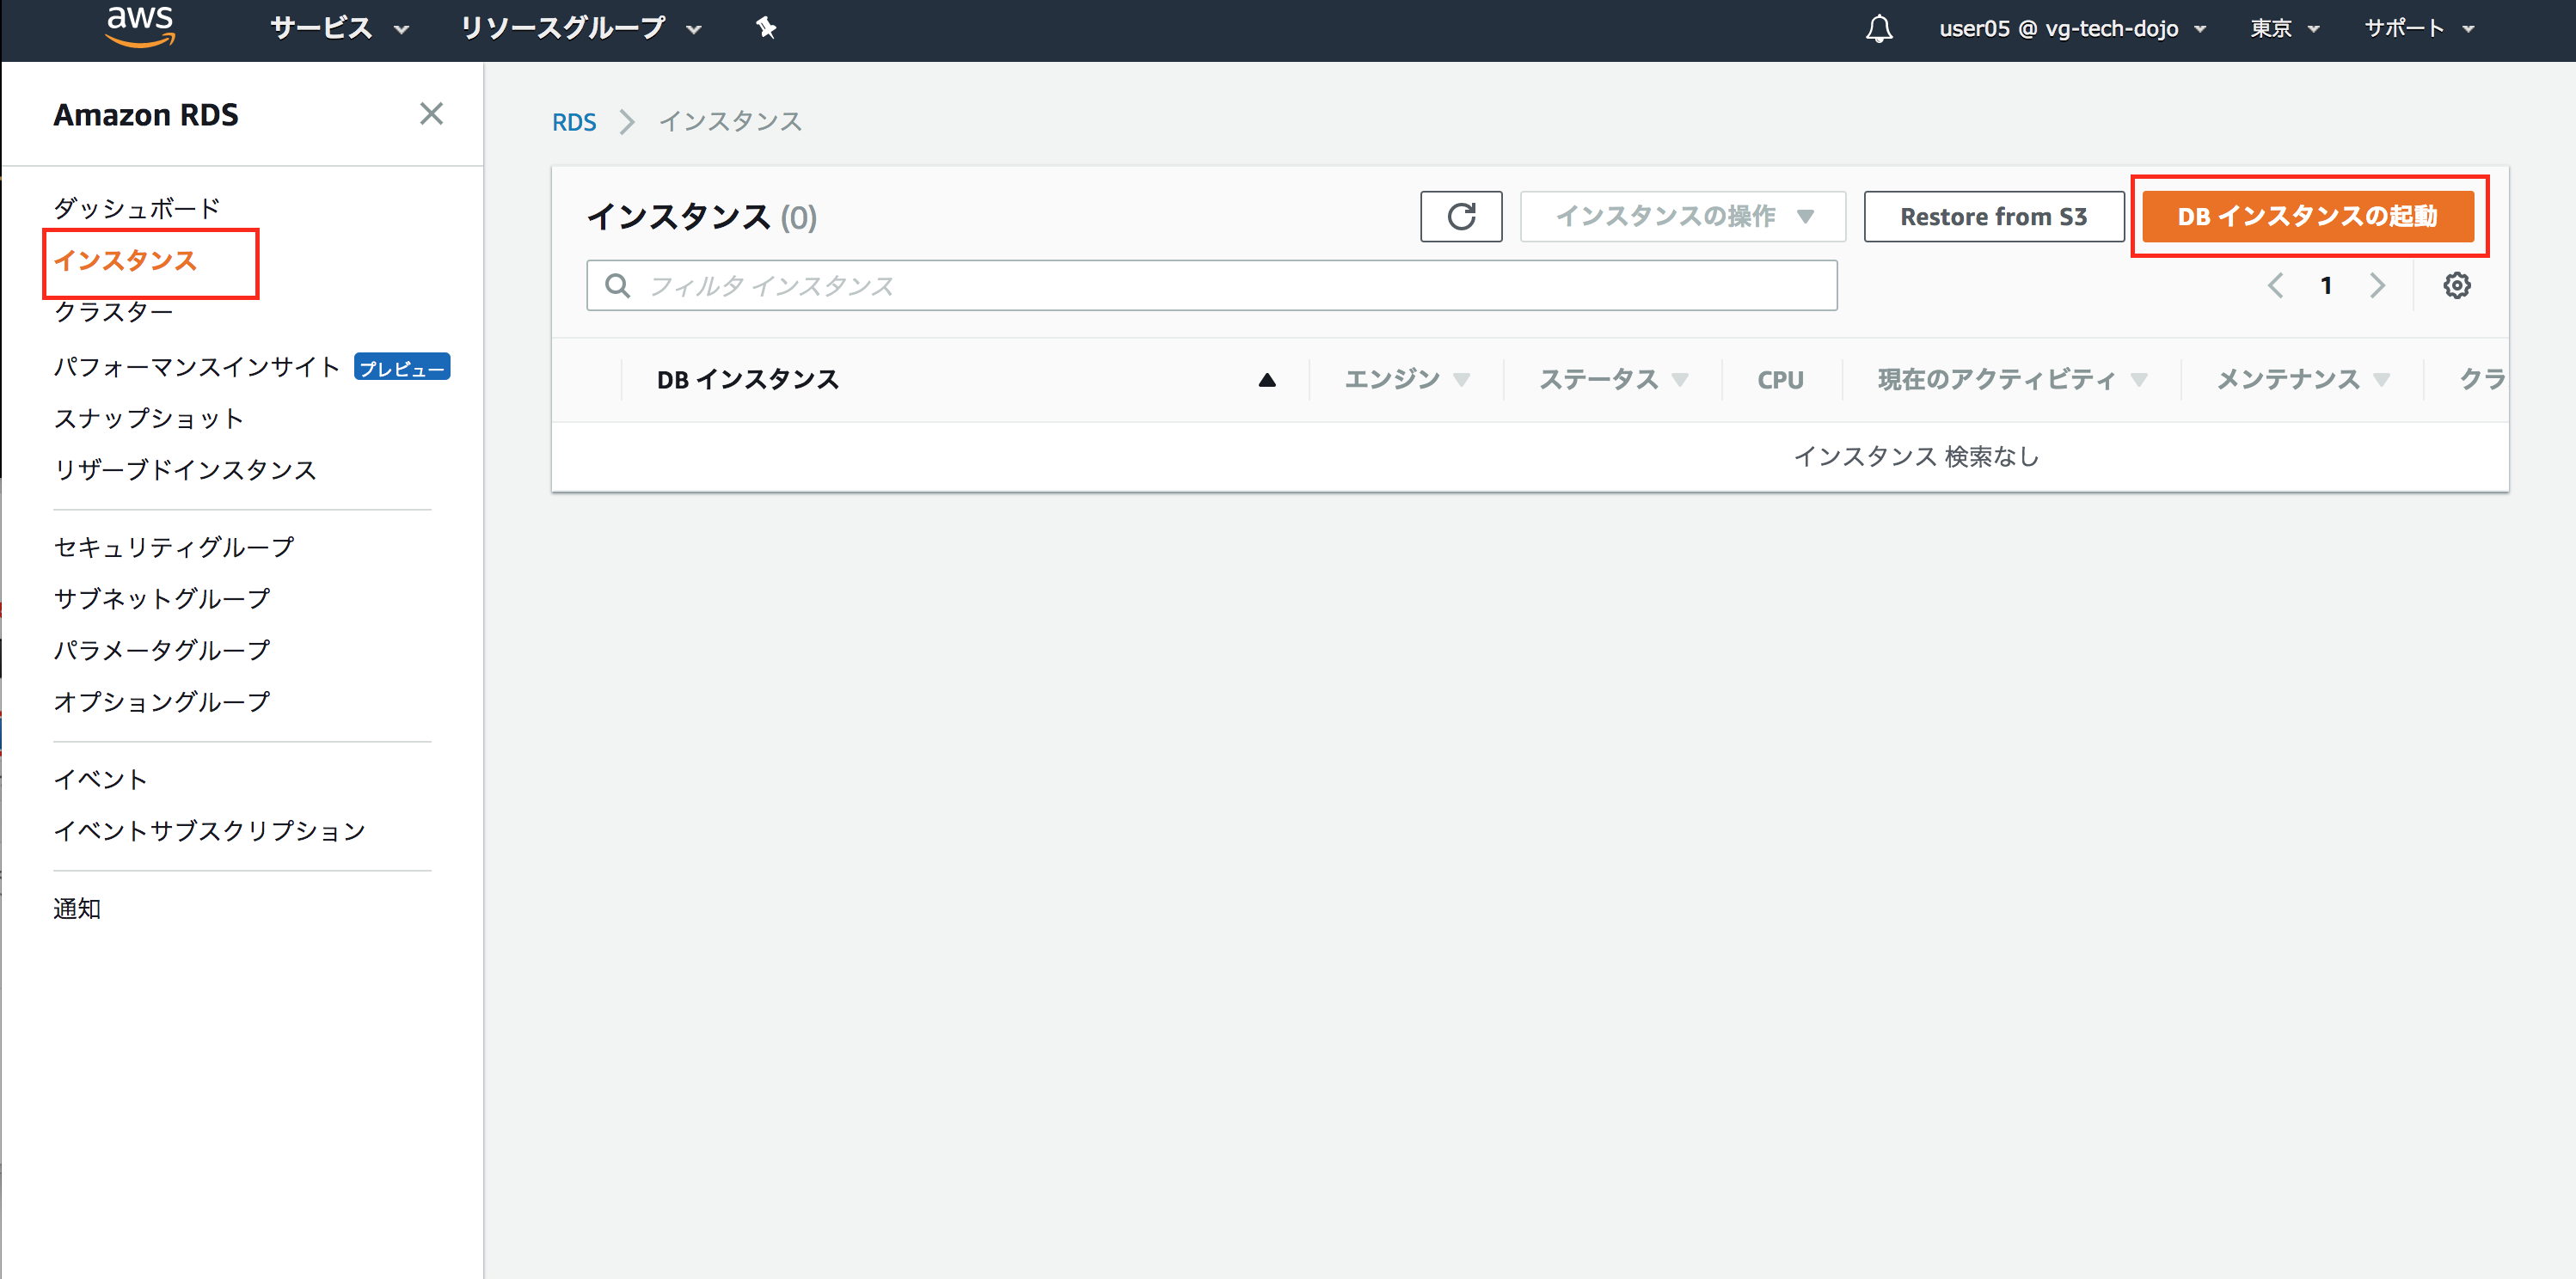 aws サービス リソースグループ user05 @ vg-tech-dojo 東京 サポート
Amazon RDS
ダッシュボード
インスタンス
クラスター
パフォーマンスインサイト プレビュー
スナップショット
リザーブドインスタンス
セキュリティグループ
サブネットグループ
パラメータグループ
オプショングループ
イベント
イベントサブスクリプション
通知
RDS インスタンス
インスタンス (0) インスタンスの操作 Restore from S3 DB インスタンスの起動
フィルタ インスタンス 1
DB インスタンス エンジン ステータス CPU 現在のアクティビティ メンテナンス クラ
インスタンス 検索なし